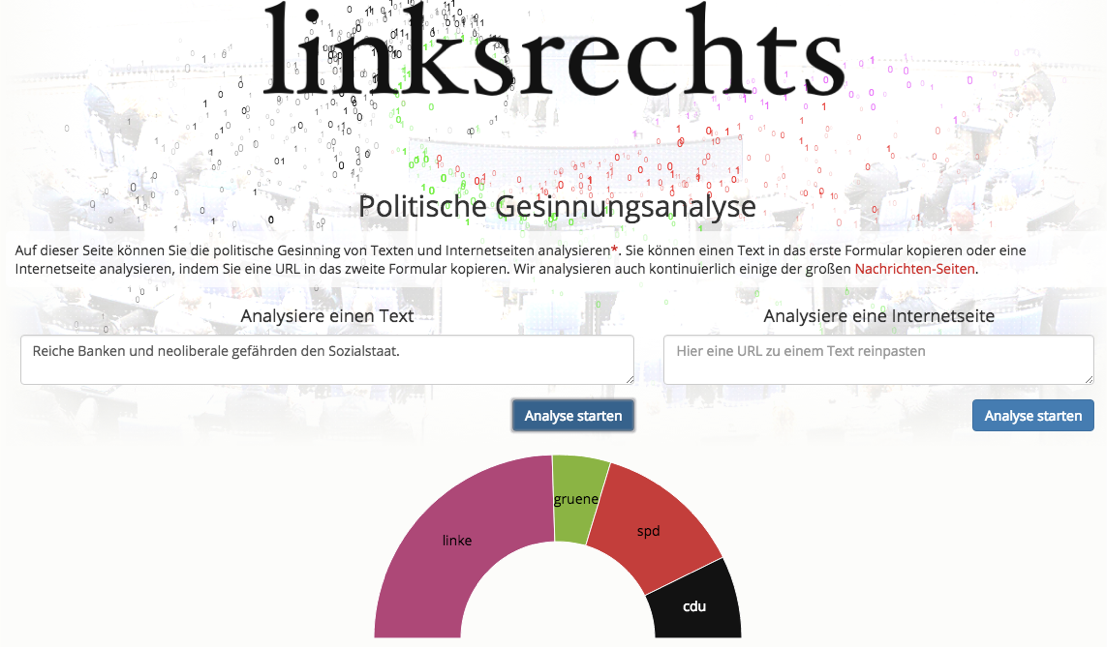 linksrechts
Politische Gesinnungsanalyse
Auf dieser Seite können Sie die politische Gesinning von Texten und Internetseiten analysieren*. Sie können einen Text in das erste Formular kopieren oder eine
Internetseite analysieren, indem Sie eine URL in das zweite Formular kopieren. Wir analysieren auch kontinuierlich einige der großen Nachrichten-Seiten.
Analysiere einen Text
Reiche Banken und neoliberale gefährden den Sozialstaat.
Analyse starten
Analysiere eine Internetseite
Hier eine URL zu einem Text reinpasten
Analyse starten
linke
gruene
spd
cdu